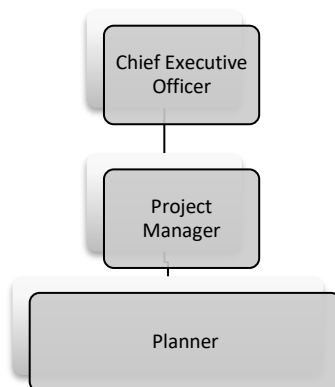 Chief Executive
Officer
Project
Manager
Planner